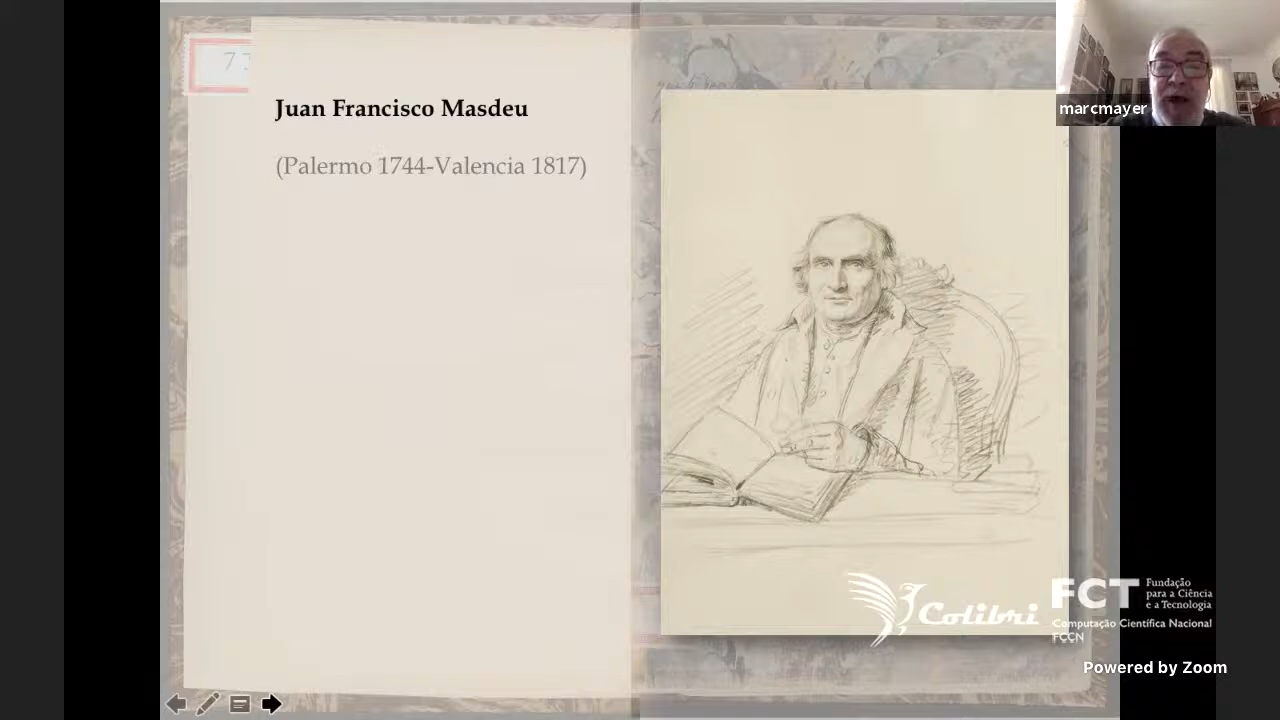 Juan Francisco Masdeu
(Palermo 1744-Valencia 1817)
marcmayer
Colibri
FCT
Fundação
para a Ciência
e a Tecnologia
Computação Científica Nacional
FCCN
Powered by Zoom